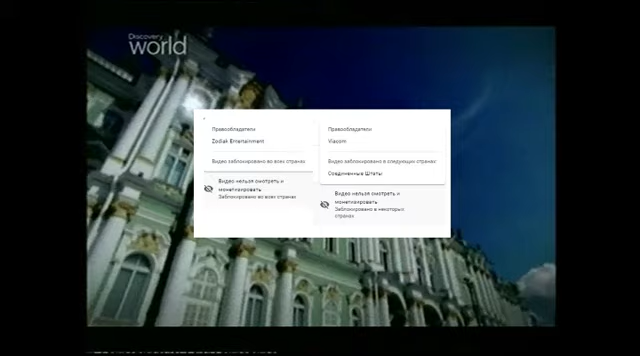 Discovery
world
Правообладатели
Zodiak Entertainment
Видео заблокировано во всех странах
Видео нельзя смотреть и
монетизировать
Заблокировано во всех странах
Правообладатели
Viacom
Видео заблокировано в следующих странах
Соединенные Штаты
Видео нельзя смотреть и
монетизировать
Заблокировано в некоторых
странах